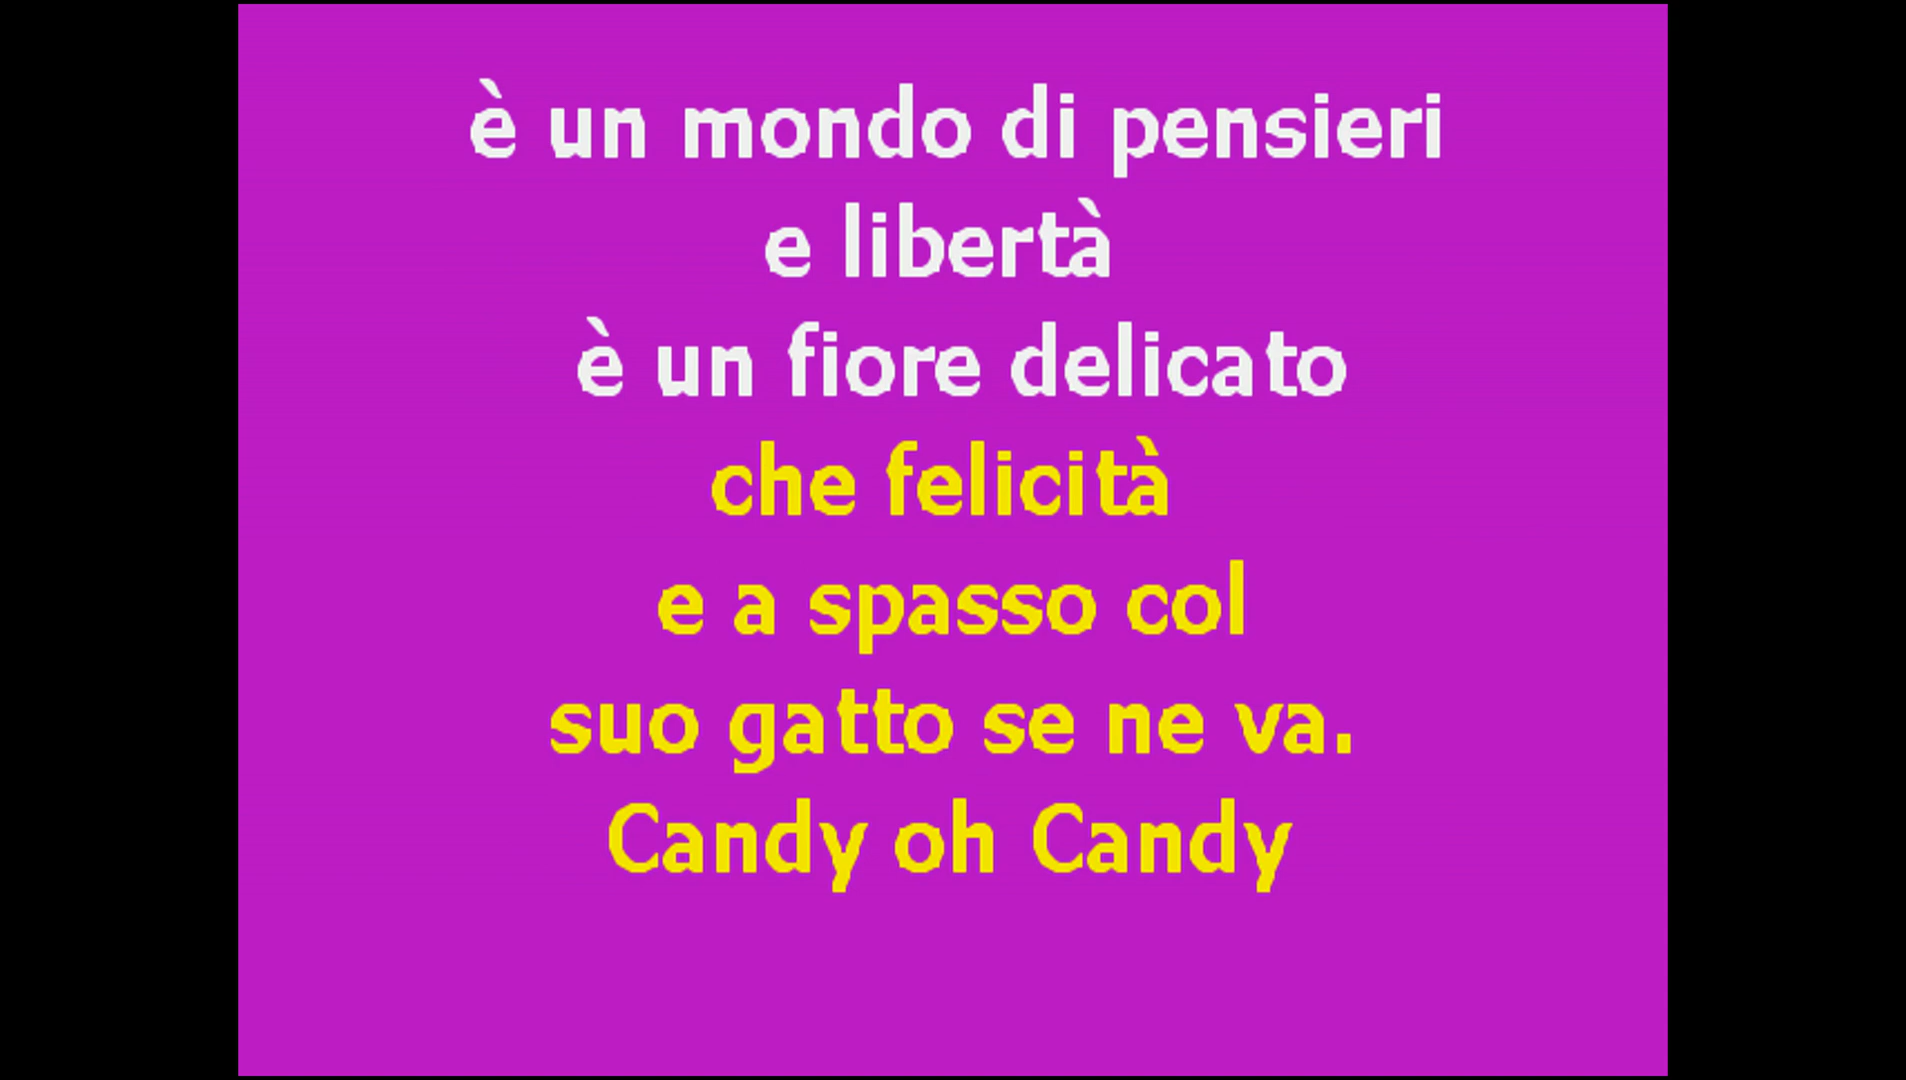 è un mondo di pensieri
e libertà
è un fiore delicato
che felicità
e a spasso col
suo gatto se ne va.
Candy oh Candy